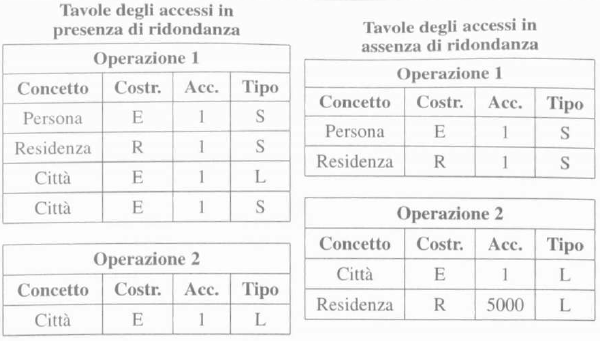 Tavole degli accessi in
presenza di ridondanza
Operazione 1
Concetto Costr. Acc. Tipo
Persona E 1 S
Residenza R 1 S
Città E 1 L
Città E 1 S
Operazione 2
Concetto Costr. Acc. Tipo
Città E 1 L
Tavole degli accessi in
assenza di ridondanza
Operazione 1
Concetto Costr. Acc. Tipo
Persona E 1 S
Residenza R 1 S
Operazione 2
Concetto Costr. Acc. Tipo
Città E 1 L
Residenza R 5000 L